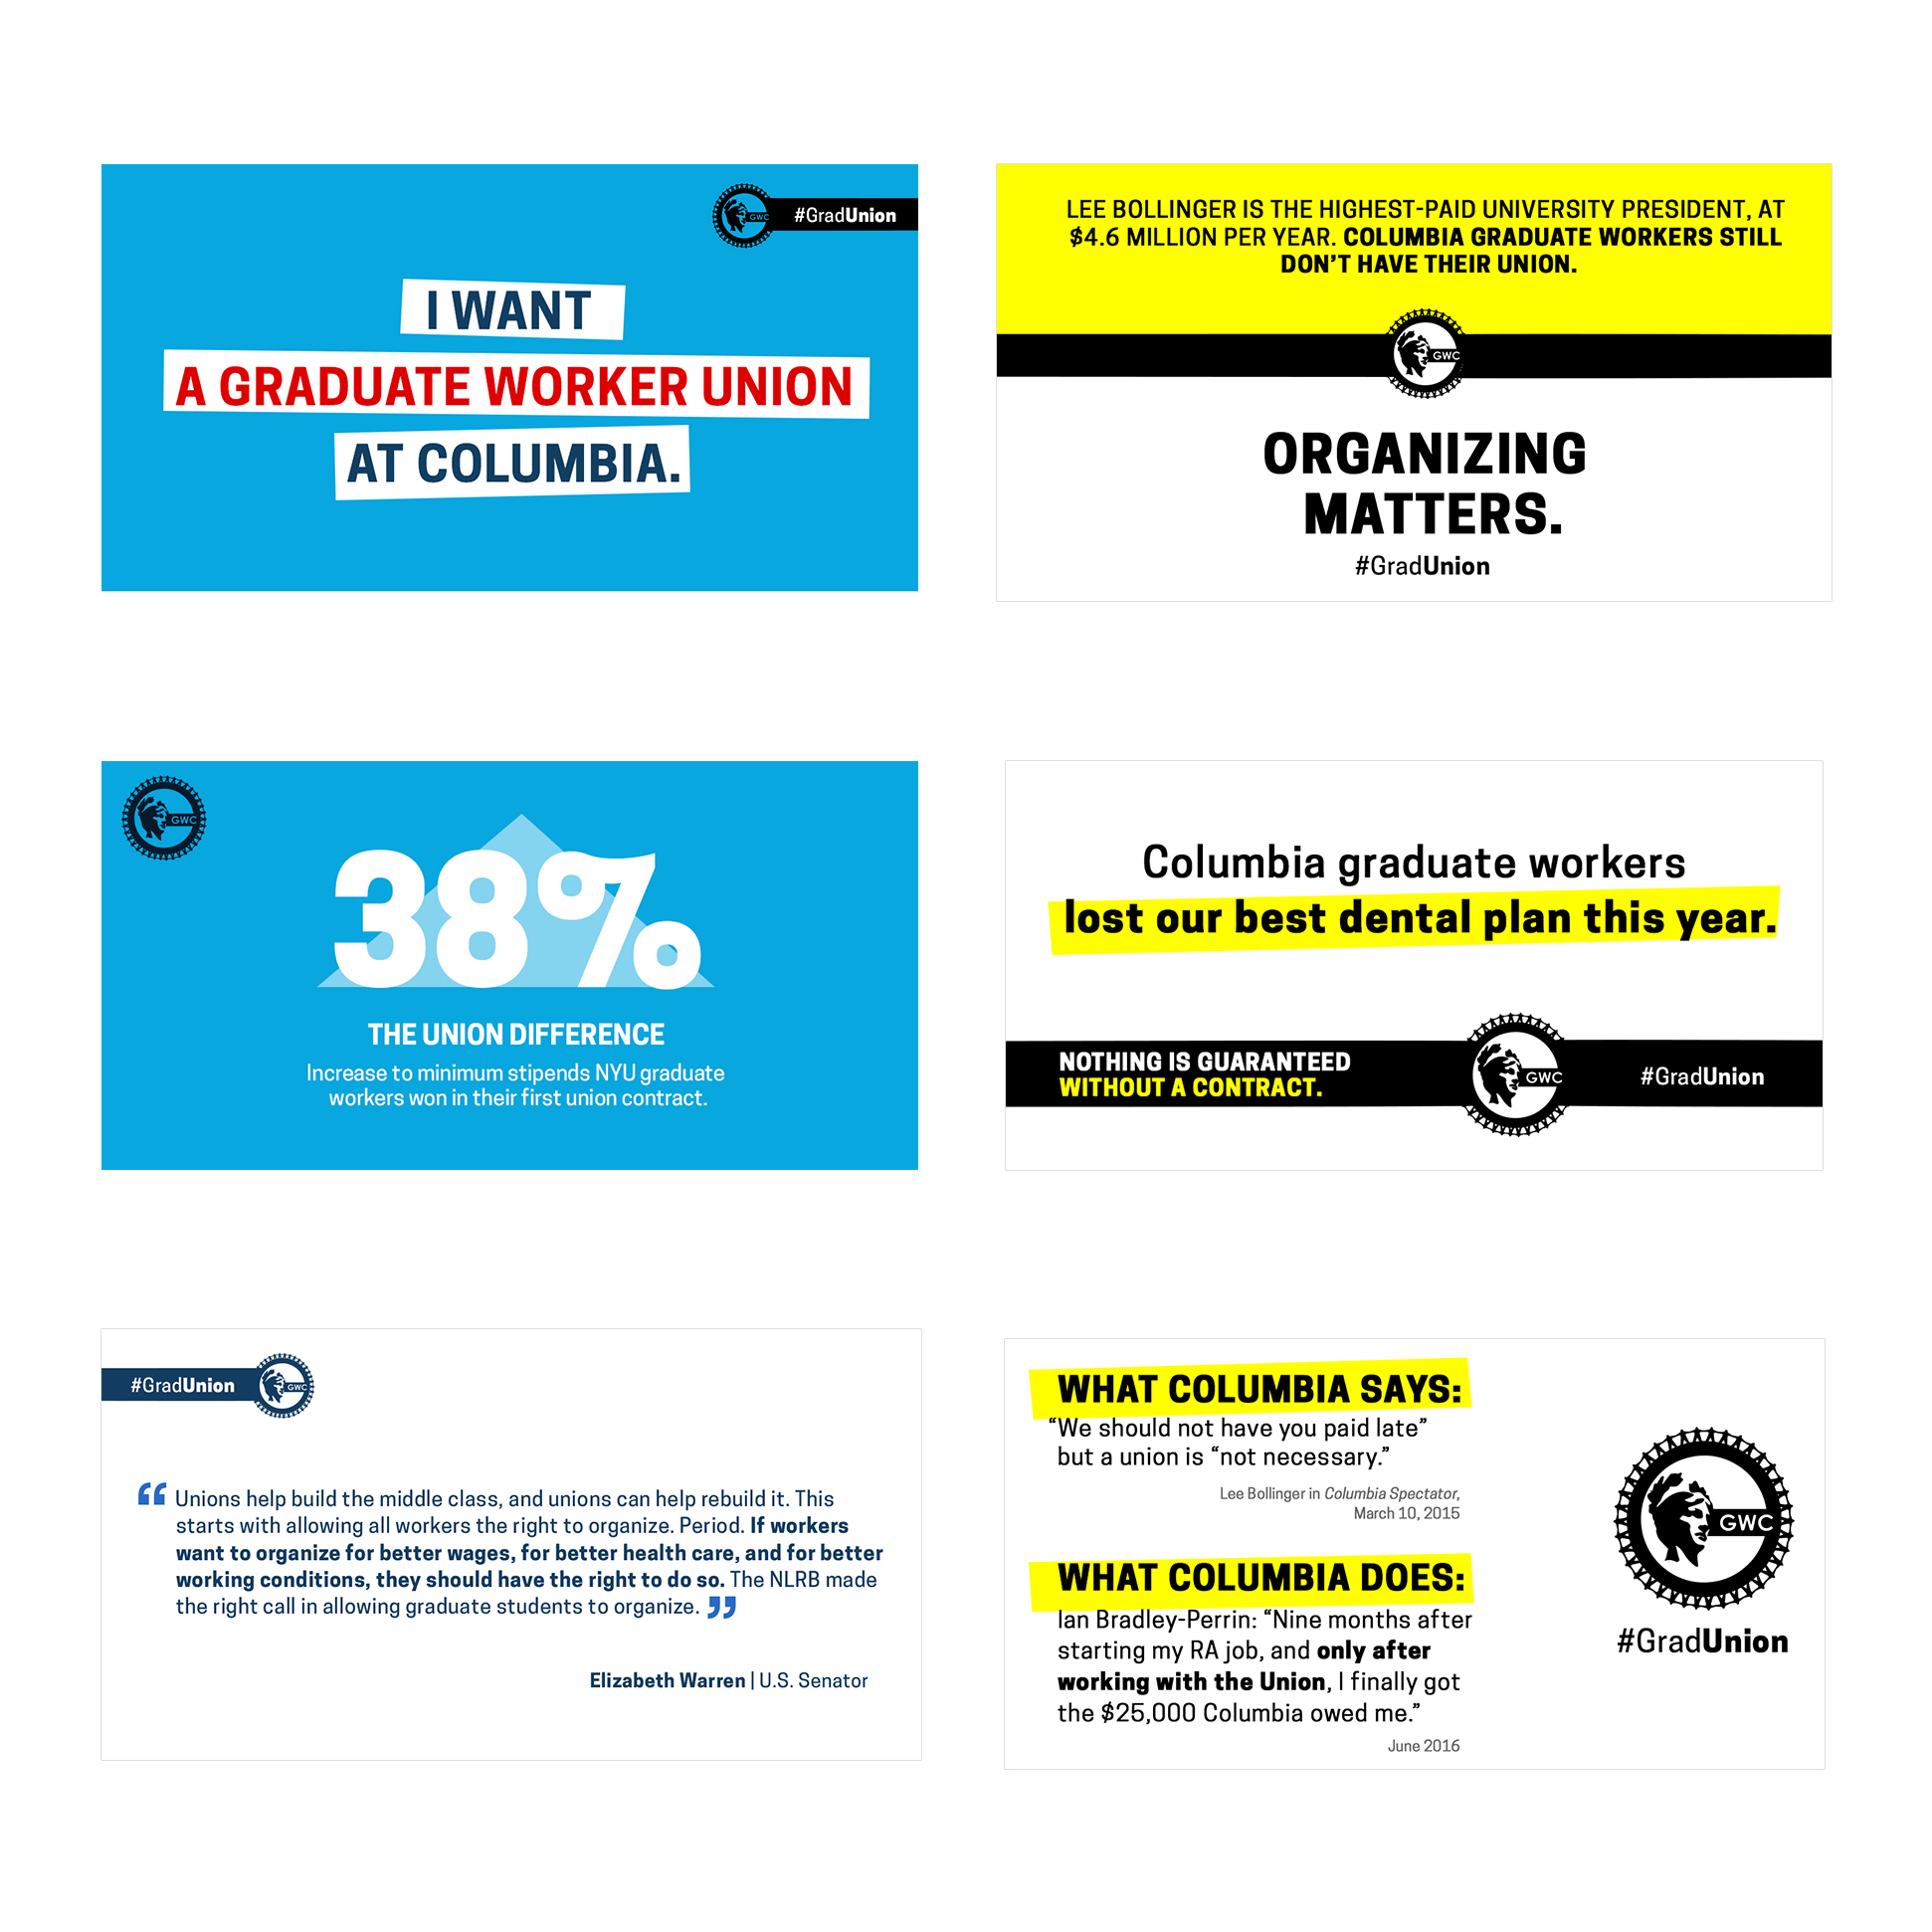 GWC
#GradUnion
I WANT
A GRADUATE WORKER UNION
AT COLUMBIA.
LEE BOLLINGER IS THE HIGHEST-PAID UNIVERSITY PRESIDENT, AT
$4.6 MILLION PER YEAR. COLUMBIA GRADUATE WORKERS STILL
DON’T HAVE THEIR UNION.
GWC
ORGANIZING
MATTERS.
#GradUnion
GWC
38%
THE UNION DIFFERENCE
Increase to minimum stipends NYU graduate
workers won in their first union contract.
Columbia graduate workers
lost our best dental plan this year.
NOTHING IS GUARANTEED
WITHOUT A CONTRACT.
GWC
#GradUnion
#GradUnion
GWC
“ Unions help build the middle class, and unions can help rebuild it. This
starts with allowing all workers the right to organize. Period. If workers
want to organize for better wages, for better health care, and for better
working conditions, they should have the right to do so. The NLRB made
the right call in allowing graduate students to organize. ”
Elizabeth Warren | U.S. Senator
WHAT COLUMBIA SAYS:
“We should not have you paid late”
but a union is “not necessary.”
Lee Bollinger in Columbia Spectator,
March 10, 2015
WHAT COLUMBIA DOES:
Ian Bradley-Perrin: “Nine months after
starting my RA job, and only after
working with the Union, I finally got
the $25,000 Columbia owed me.”
June 2016
GWC
#GradUnion